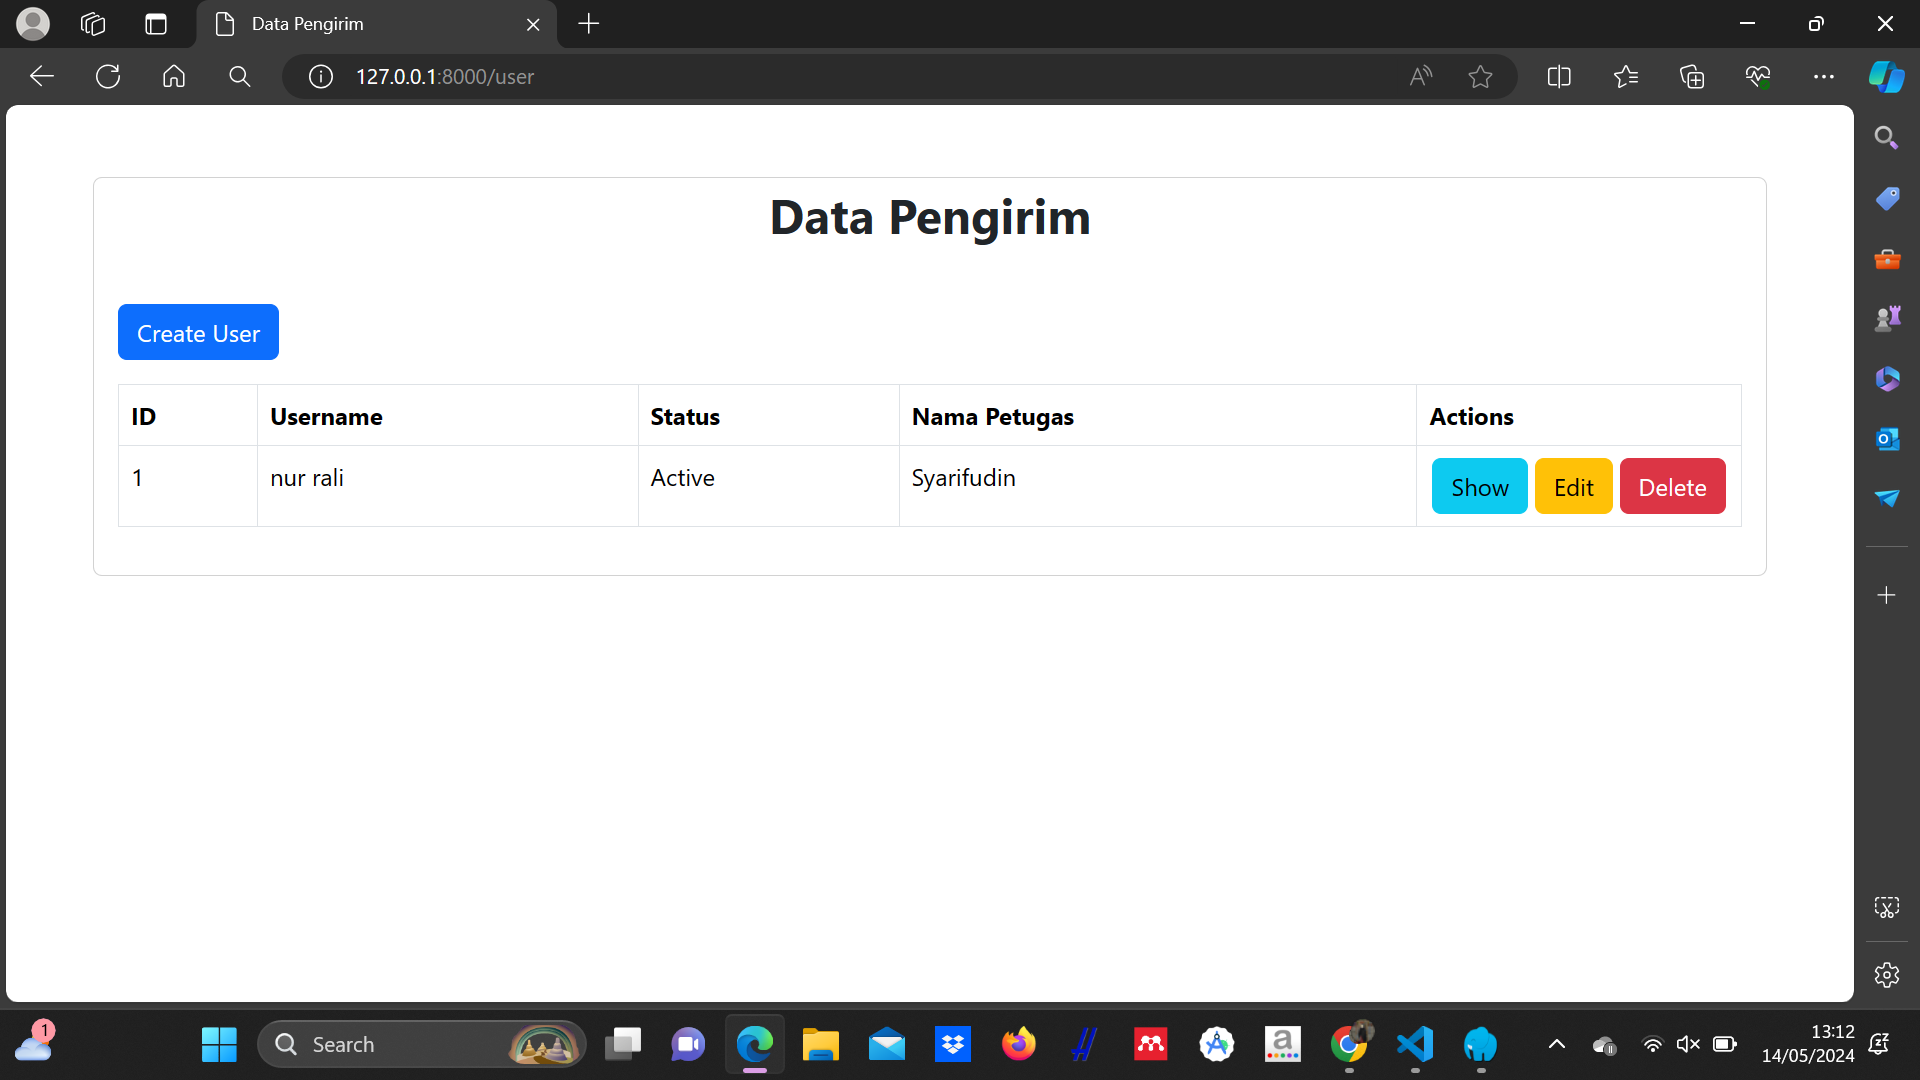 Data Pengirim
127.0.0.1:8000/user
Data Pengirim
Create User
ID Username Status Nama Petugas Actions
1 nur rali Active Syarifudin Show Edit Delete
1
Search
13:12
14/05/2024